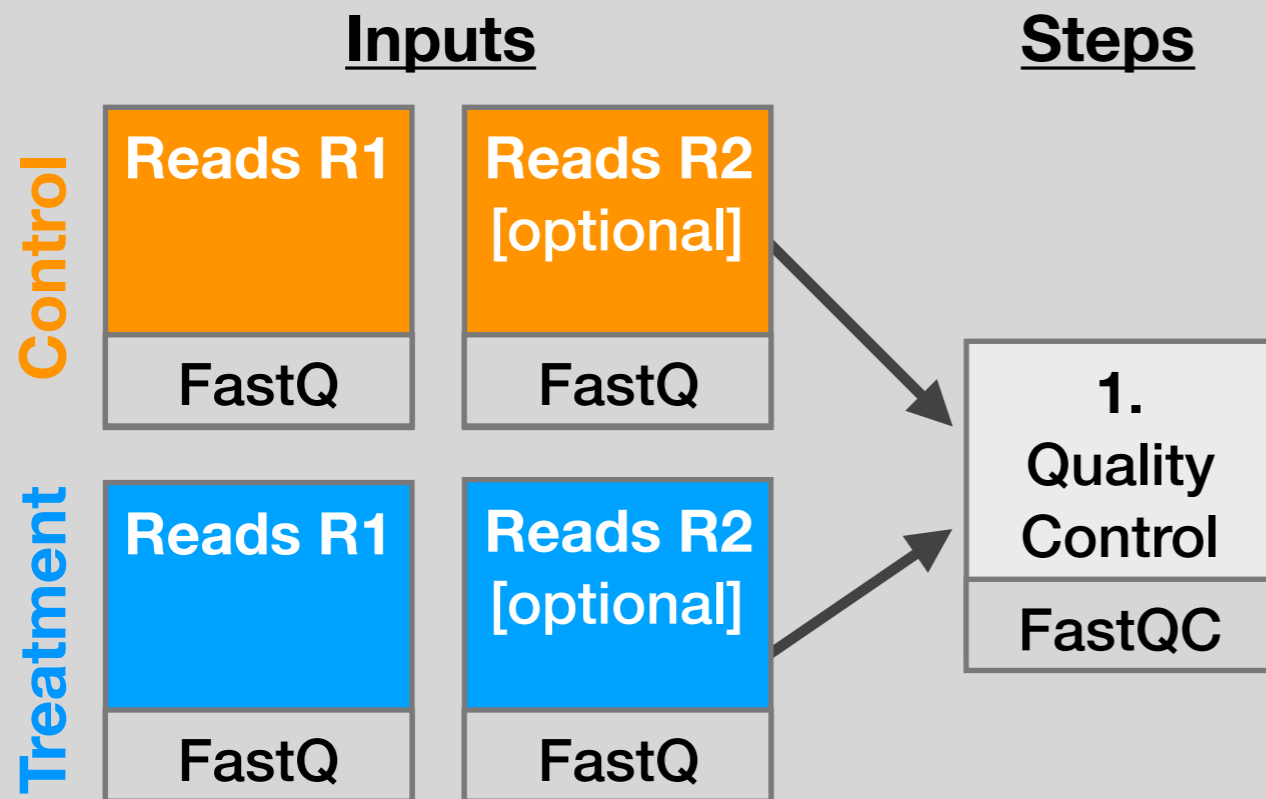 Inputs
Steps
Control
Reads R1
Reads R2
[optional]
FastQ
FastQ
Treatment
Reads R1
Reads R2
[optional]
FastQ
FastQ
1.
Quality
Control
FastQC